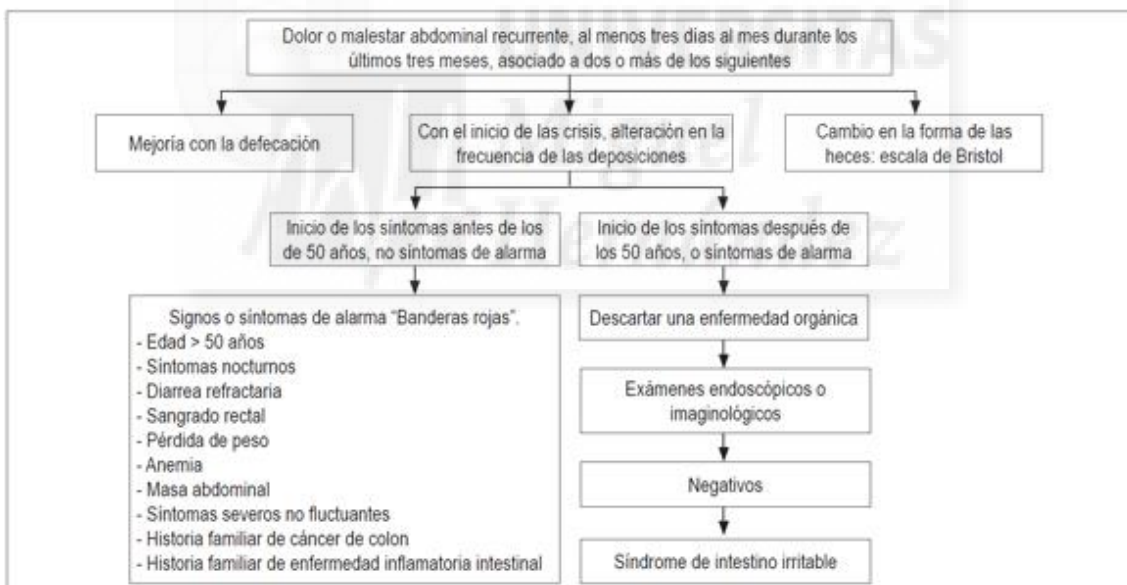 UNIVERSITAS
Miguel
Hernández
Dolor o malestar abdominal recurrente, al menos tres días al mes durante los
últimos tres meses, asociado a dos o más de los siguientes
Mejoría con la defecación
Con el inicio de las crisis, alteración en la
frecuencia de las deposiciones
Cambio en la forma de las
heces: escala de Bristol
Inicio de los síntomas antes de los
de 50 años, no síntomas de alarma
Inicio de los síntomas después de
los 50 años, o síntomas de alarma
Signos o síntomas de alarma “Banderas rojas”.
- Edad > 50 años
- Síntomas nocturnos
- Diarrea refractaria
- Sangrado rectal
- Pérdida de peso
- Anemia
- Masa abdominal
- Síntomas severos no fluctuantes
- Historia familiar de cáncer de colon
- Historia familiar de enfermedad inflamatoria intestinal
Descartar una enfermedad orgánica
Exámenes endoscópicos o
imaginológicos
Negativos
Síndrome de intestino irritable